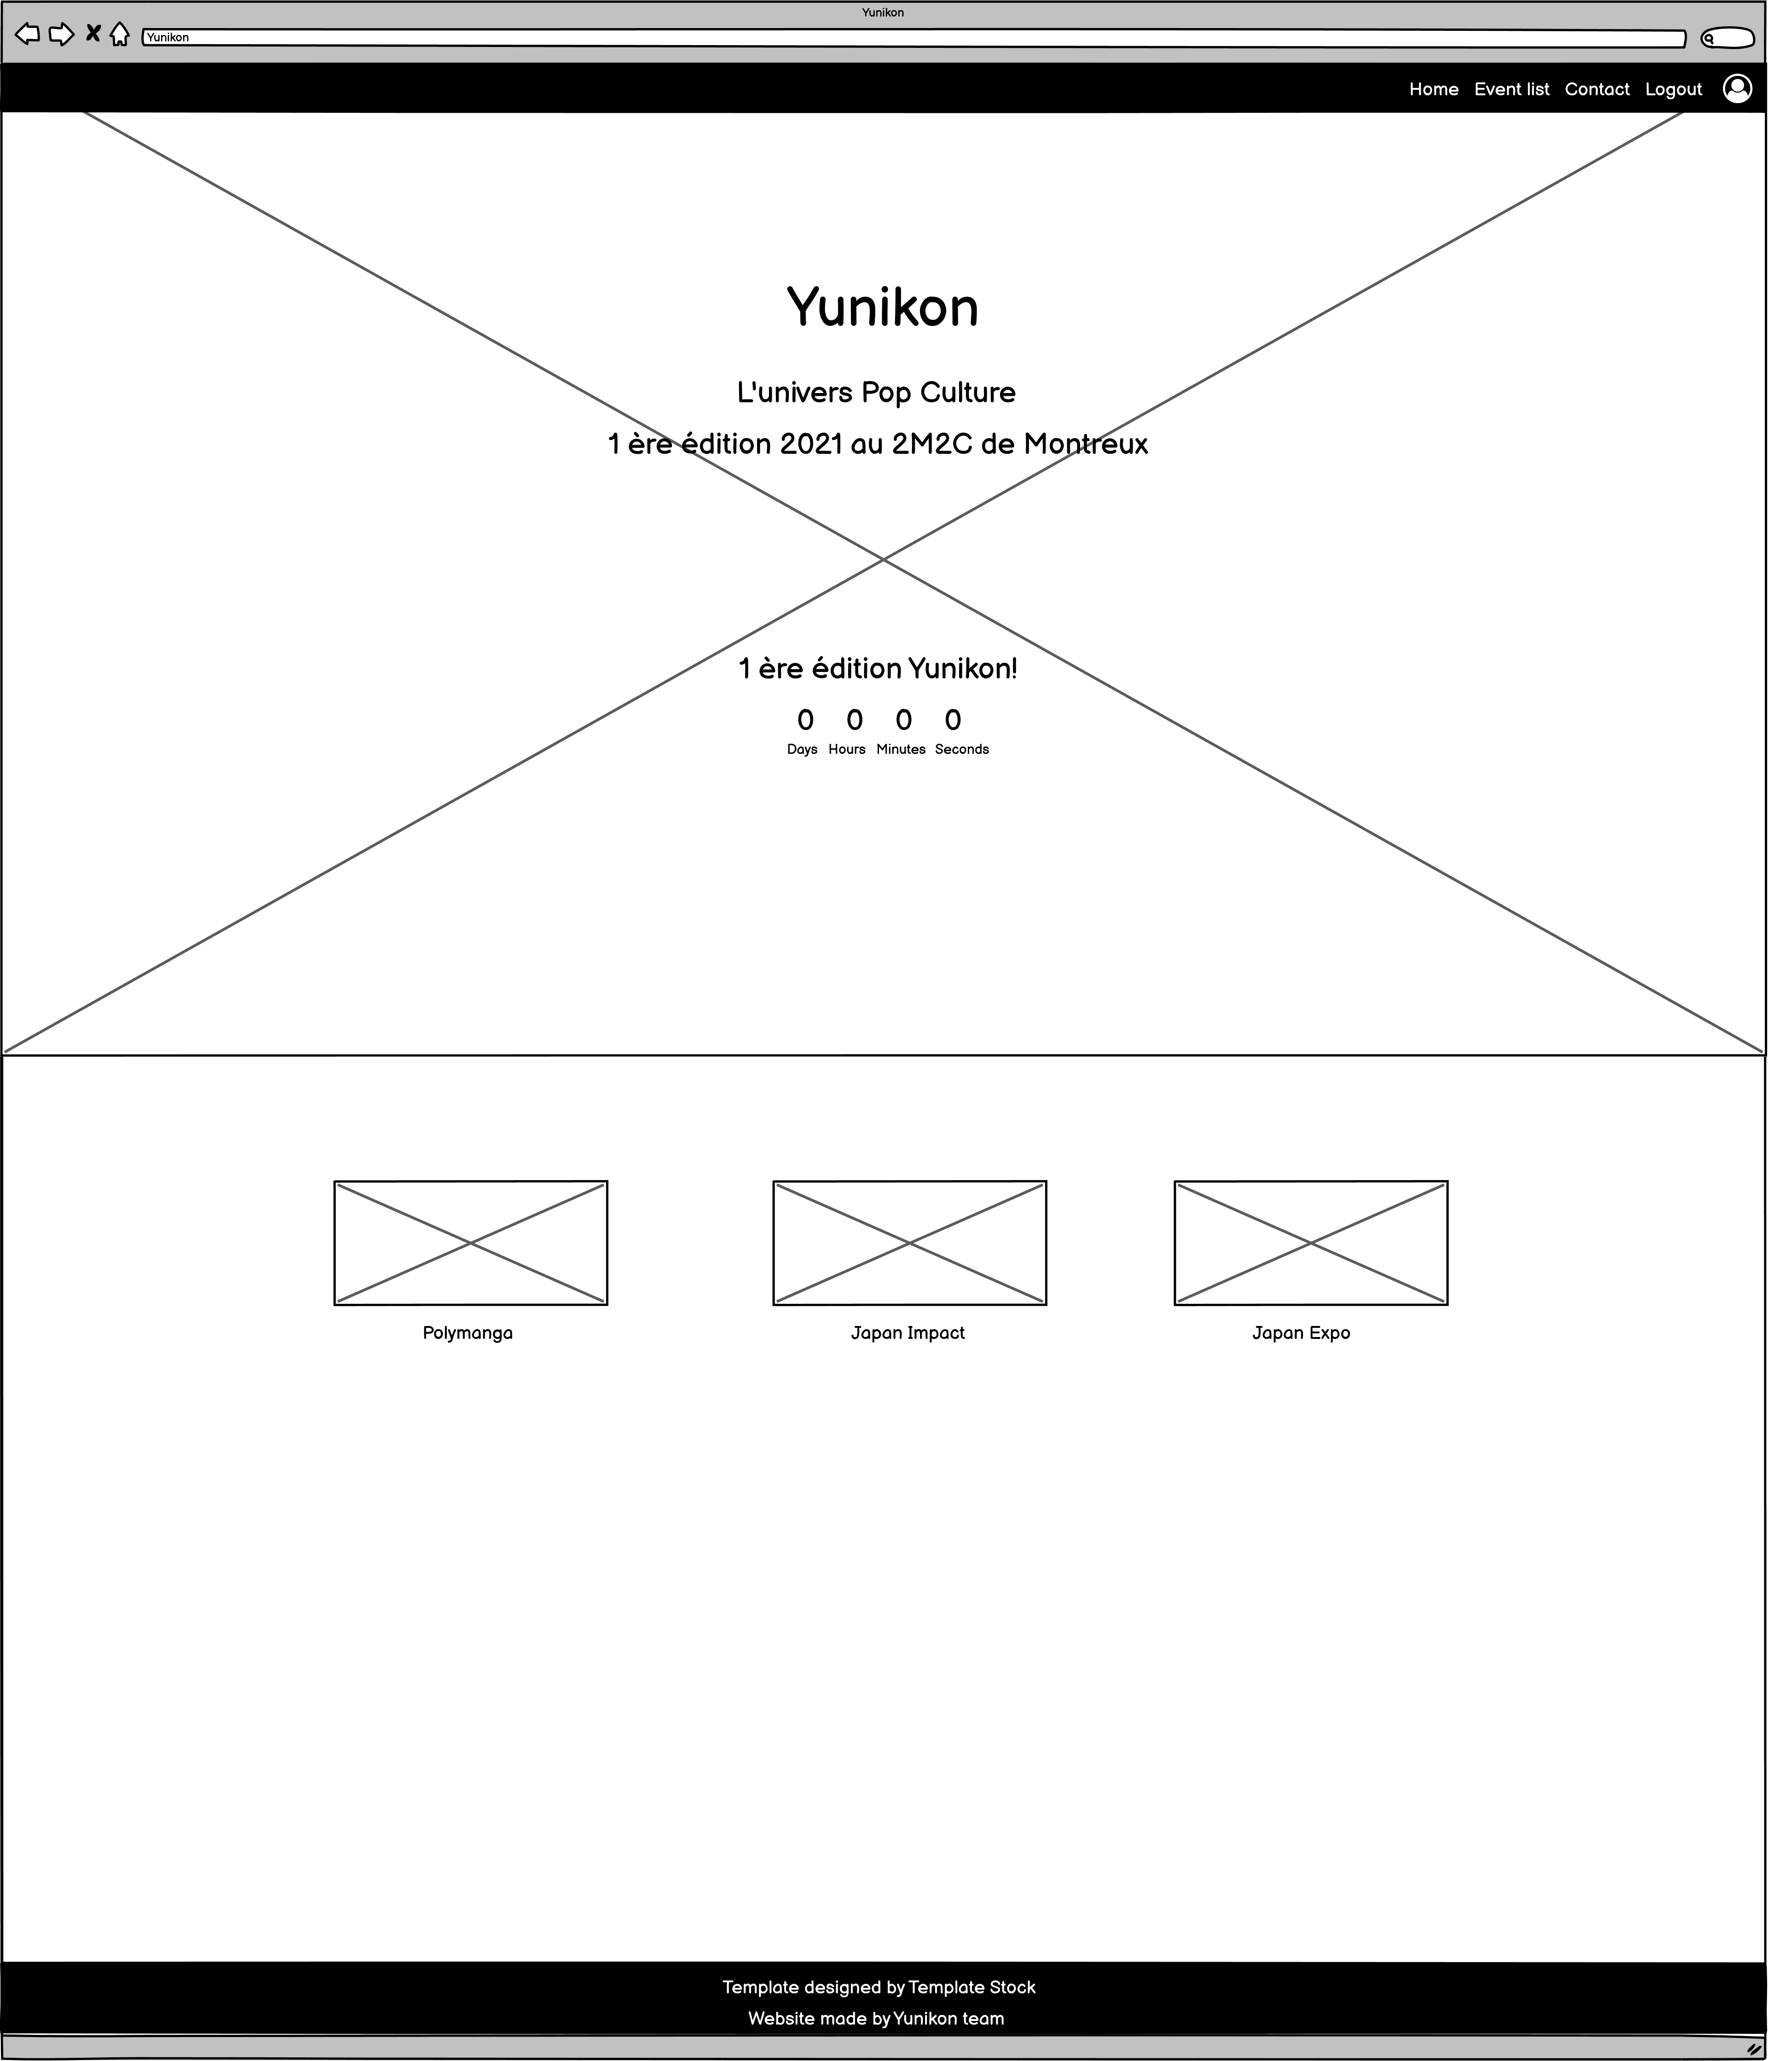 Yunikon
Yunikon
Home Event list Contact Logout
Yunikon
L'univers Pop Culture
1 ère édition 2021 au 2M2C de Montreux
1 ère édition Yunikon!
0 0 0 0
Days Hours Minutes Seconds
Polymanga Japan Impact Japan Expo
Template designed by Template Stock
Website made by Yunikon team